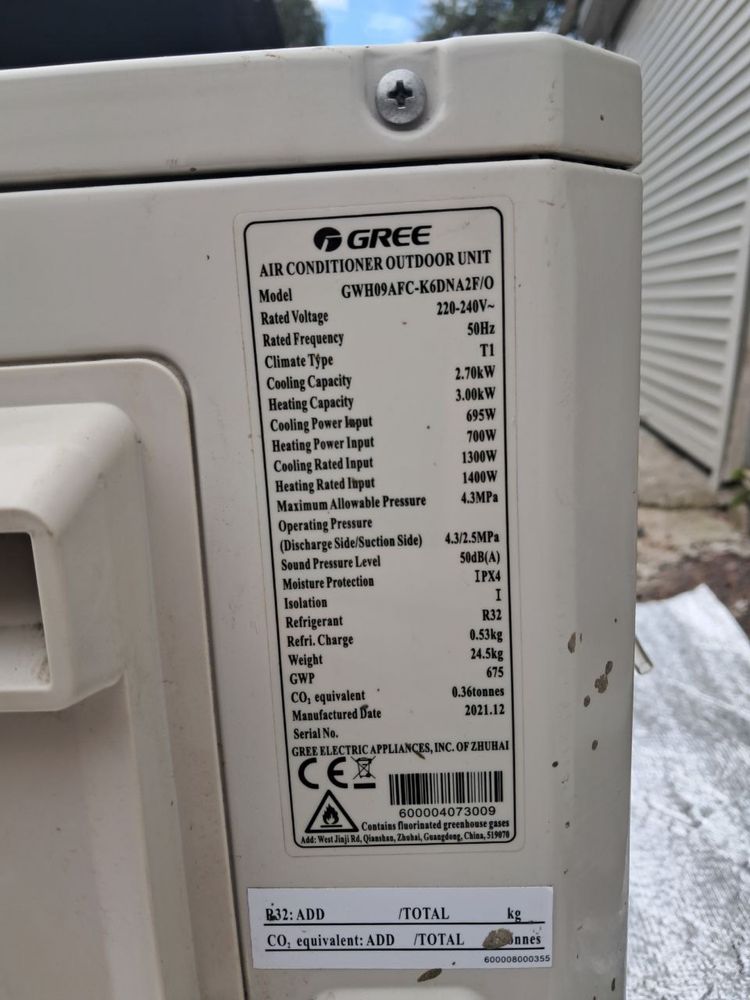 GREE
AIR CONDITIONER OUTDOOR UNIT
Model GWH09AFC-K6DNA2F/O
Rated Voltage 220-240V~
Rated Frequency 50Hz
Climate Type T1
Cooling Capacity 2.70kW
Heating Capacity 3.00kW
Cooling Power Input 695W
Heating Power Input 700W
Cooling Rated Input 1300W
Heating Rated Input 1400W
Maximum Allowable Pressure 4.3MPa
Operating Pressure
(Discharge Side/Suction Side) 4.3/2.5MPa
Sound Pressure Level 50dB(A)
Moisture Protection IPX4
Isolation I
Refrigerant R32
Refri. Charge 0.53kg
Weight 24.5kg
GWP 675
CO₂ equivalent 0.36tonnes
Manufactured Date 2021.12
Serial No.
GREE ELECTRIC APPLIANCES, INC. OF ZHUHAI
CE
600004073009
Contains fluorinated greenhouse gases
Add: West Jinji Rd, Qianshan, Zhuhai, Guangdong, China, 519070
R32: ADD /TOTAL kg
CO₂ equivalent: ADD /TOTAL tonnes
600008000355